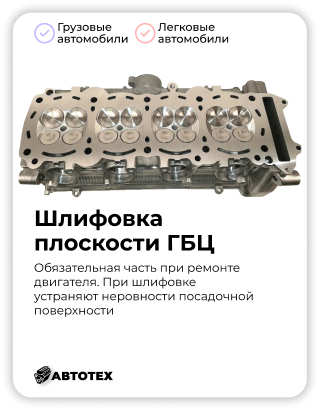 Грузовые
автомобили
Легковые
автомобили
Шлифовка
плоскости ГБЦ
Обязательная часть при ремонте
двигателя. При шлифовке
устраняют неровности посадочной
поверхности
АВТОТЕХ